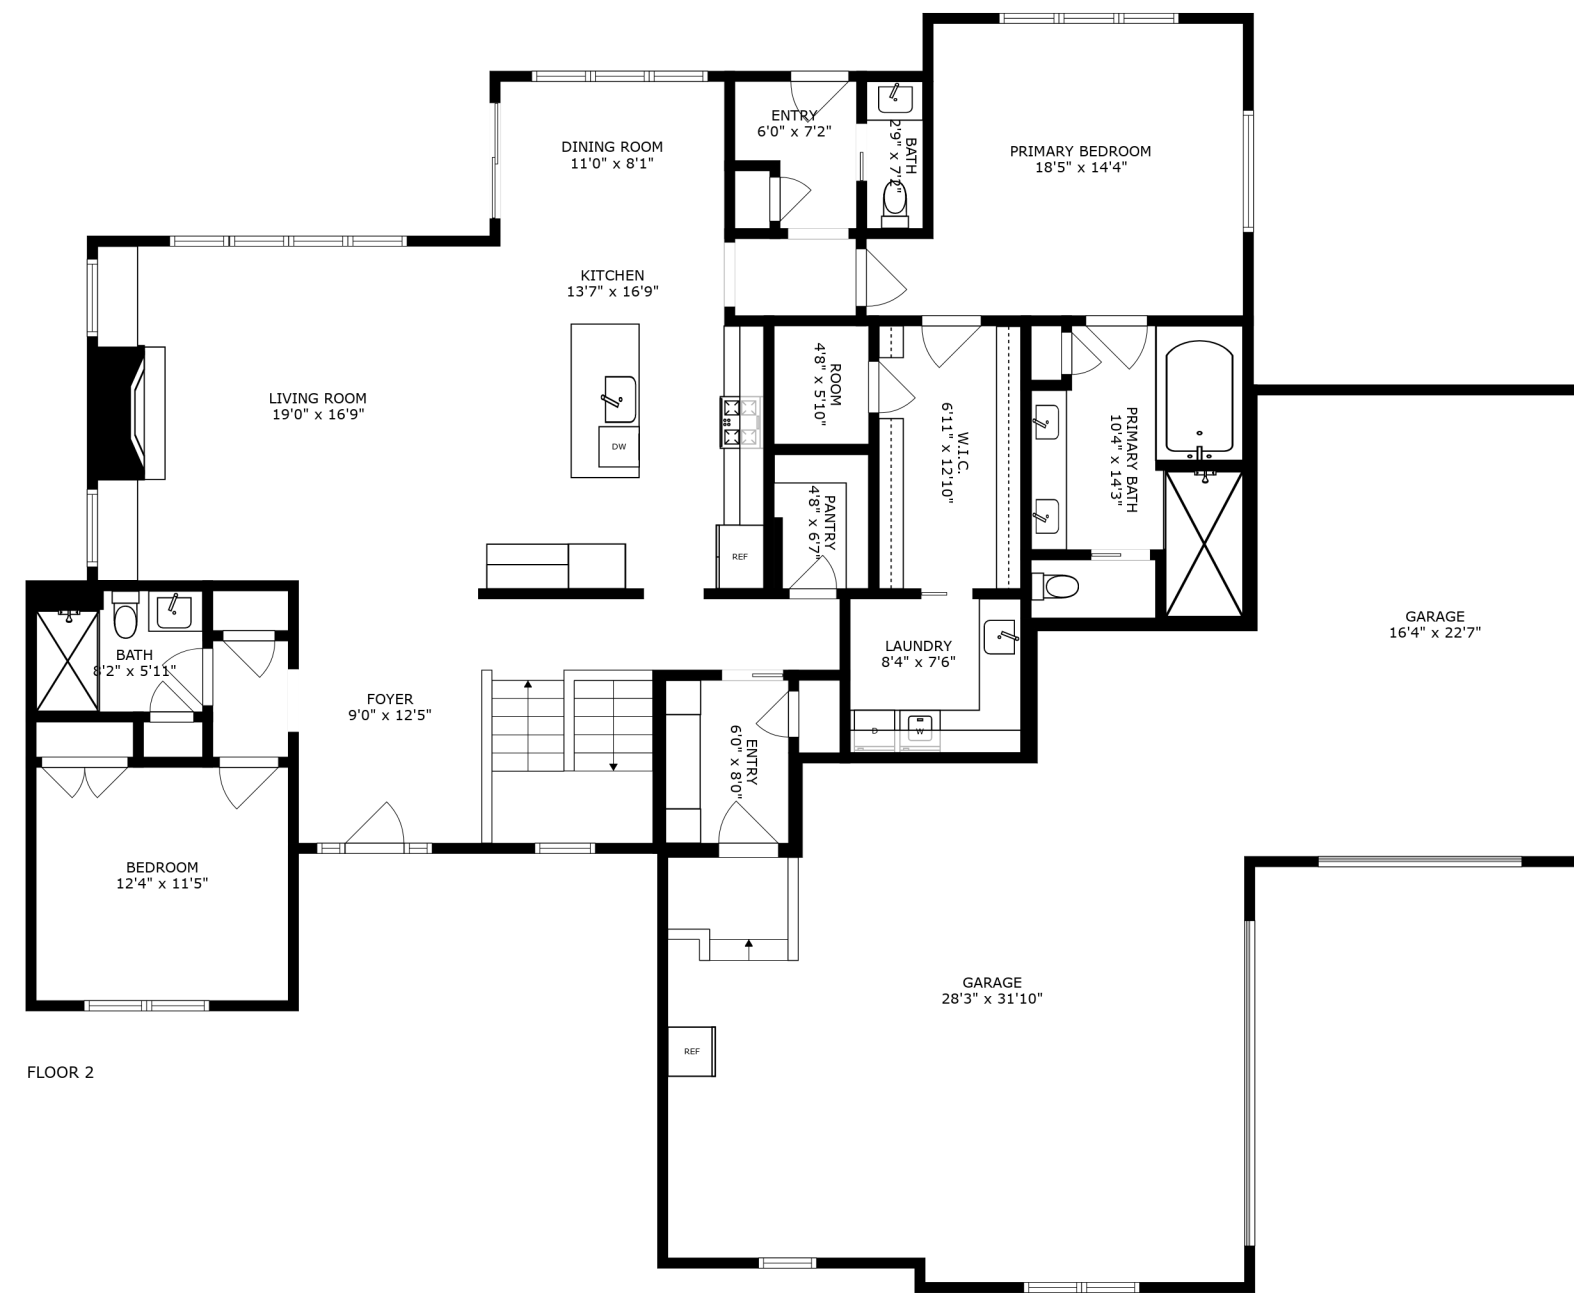 ENTRY
6'0" x 7'2"
BATH
2'9" x 7'2"
DINING ROOM
11'0" x 8'1"
PRIMARY BEDROOM
18'5" x 14'4"
KITCHEN
13'7" x 16'9"
LIVING ROOM
19'0" x 16'9"
DW
REF
ROOM
4'8" x 5'10"
PANTRY
4'8" x 6'7"
W.I.C.
6'11" x 12'10"
PRIMARY BATH
10'4" x 14'3"
GARAGE
16'4" x 22'7"
BATH
8'2" x 5'11"
FOYER
9'0" x 12'5"
LAUNDRY
8'4" x 7'6"
D
W
ENTRY
6'0" x 8'0"
BEDROOM
12'4" x 11'5"
GARAGE
28'3" x 31'10"
REF
FLOOR 2